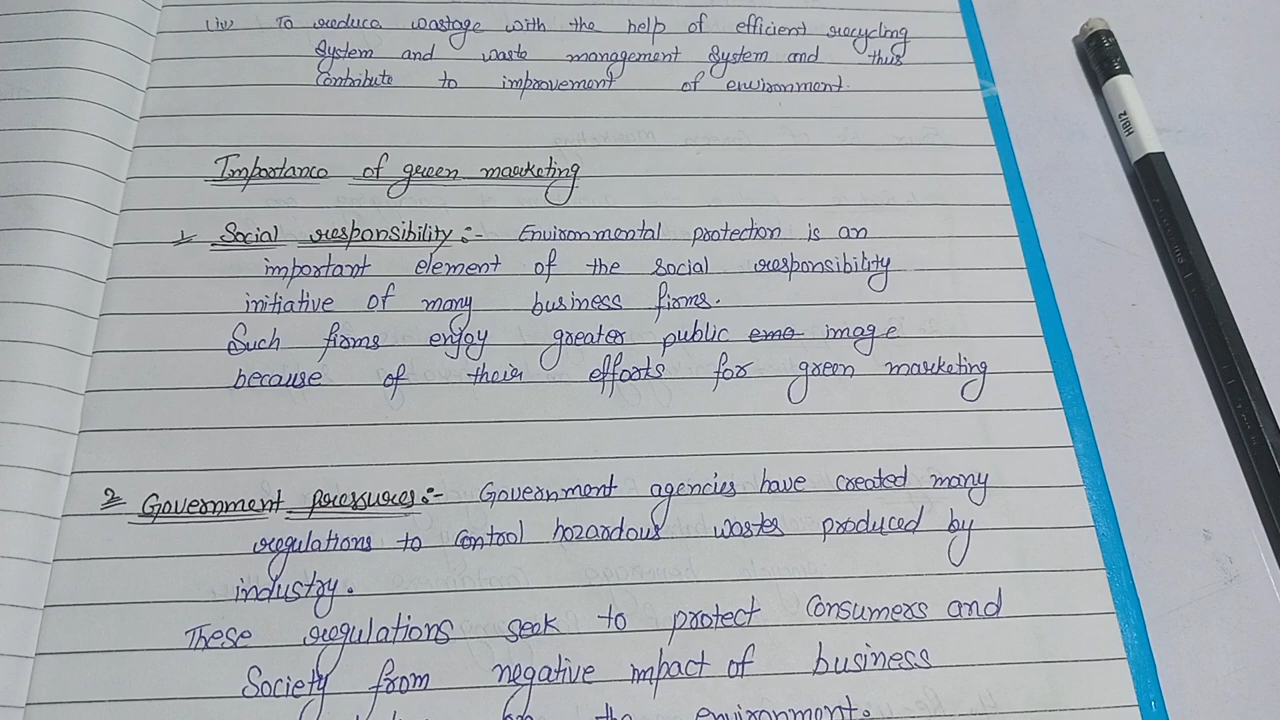 (iv) To reduce wastage with the help of efficient recycling
System and waste management System and thus
Contribute to improvement of environment.
Importance of green marketing
1 Social responsibility :- Environmental protection is an
important element of the social responsibility
initiative of many business firms.
Such firms enjoy greater public image
because of their efforts for green marketing
2 Government pressures :- Government agencies have created many
regulations to control hazardous wastes produced by
industry.
These regulations seek to protect Consumers and
Society from negative impact of business
the environment.
HB/2